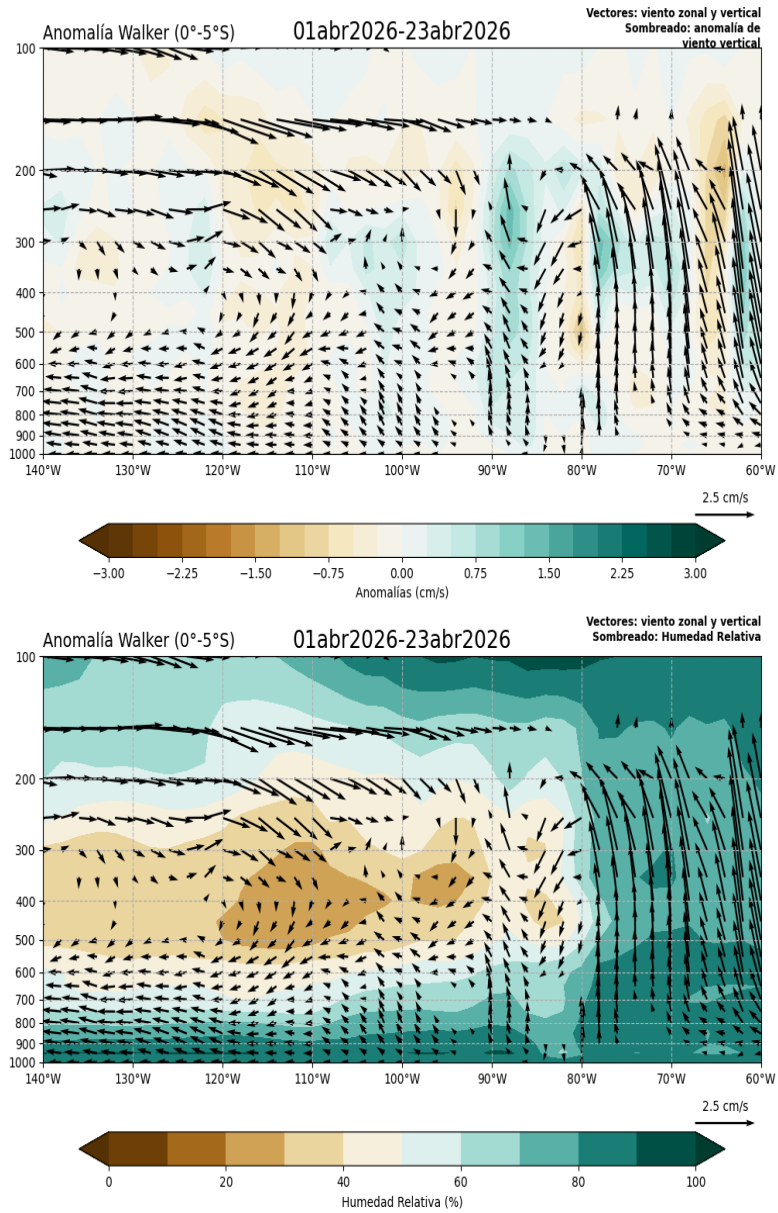 Anomalía Walker (0°-5°S)
01abr2026-23abr2026
Vectores: viento zonal y vertical
Sombreado: anomalía de
viento vertical
100
200
300
400
500
600
700
800
900
1000
140°W 130°W 120°W 110°W 100°W 90°W 80°W 70°W 60°W
2.5 cm/s
−3.00 −2.25 −1.50 −0.75 0.00 0.75 1.50 2.25 3.00
Anomalías (cm/s)
Anomalía Walker (0°-5°S)
01abr2026-23abr2026
Vectores: viento zonal y vertical
Sombreado: Humedad Relativa
100
200
300
400
500
600
700
800
900
1000
140°W 130°W 120°W 110°W 100°W 90°W 80°W 70°W 60°W
2.5 cm/s
0 20 40 60 80 100
Humedad Relativa (%)